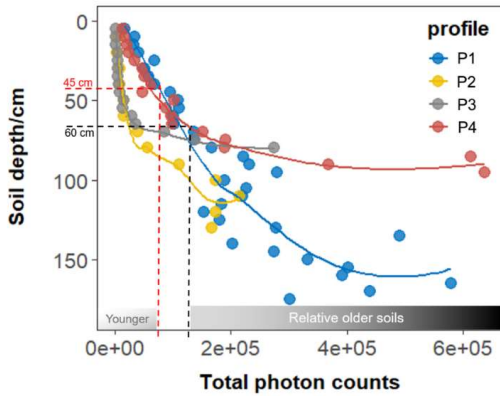 profile
P1
P2
P3
P4
0
45 cm
50
60 cm
100
150
Soil depth/cm
Younger
Relative older soils
0e+00
2e+05
4e+05
6e+05
Total photon counts